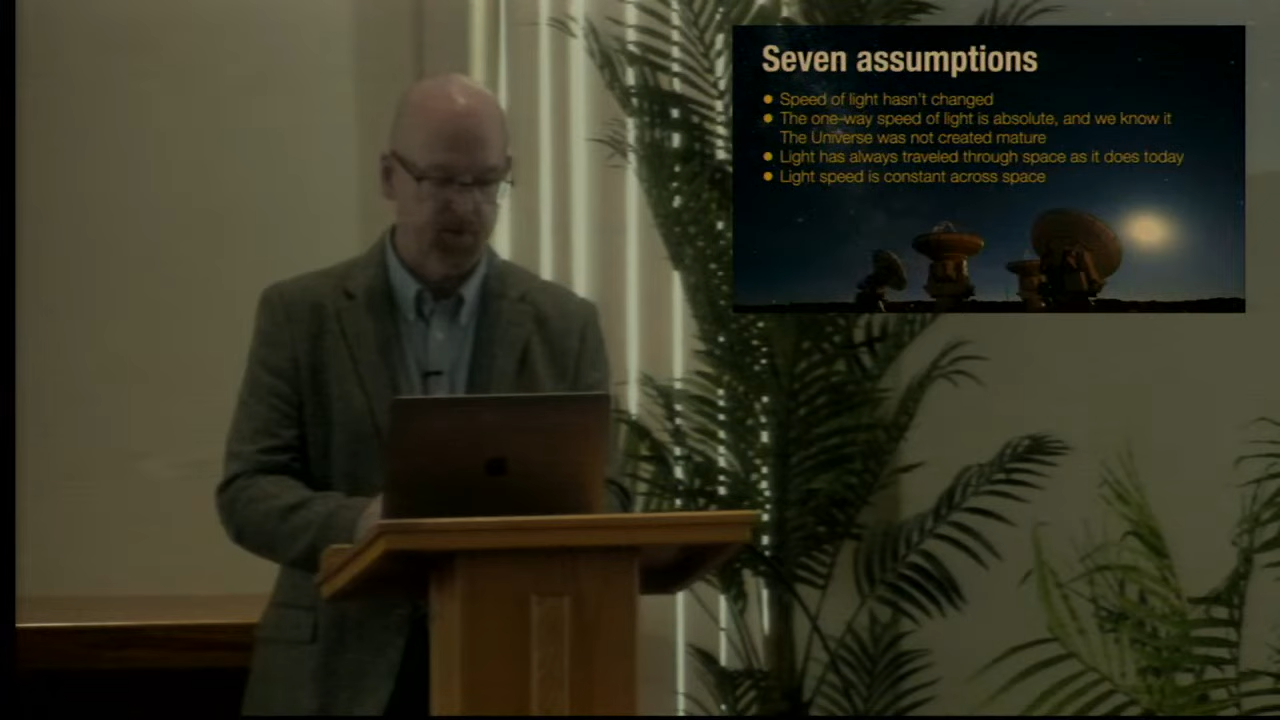 Seven assumptions
● Speed of light hasn't changed
● The one-way speed of light is absolute, and we know it
The Universe was not created mature
● Light has always traveled through space as it does today
● Light speed is constant across space